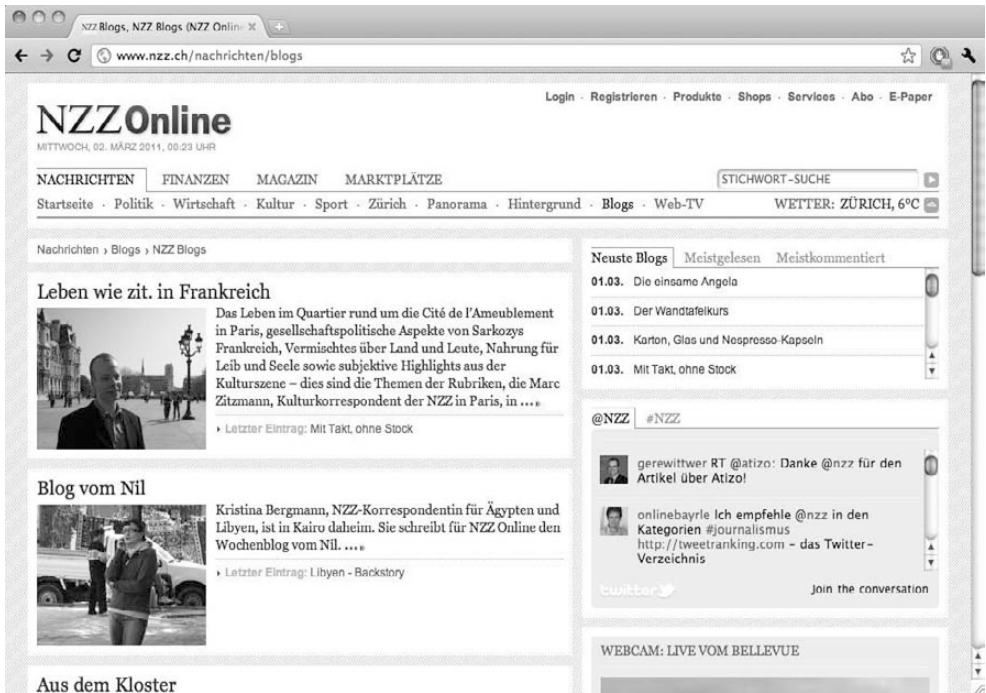 NZZ Blogs, NZZ Blogs (NZZ Online
www.nzz.ch/nachrichten/blogs
Login · Registrieren · Produkte · Shops · Services · Abo · E-Paper
NZZOnline
MITTWOCH, 02. MÄRZ 2011, 00:23 UHR
NACHRICHTEN FINANZEN MAGAZIN MARKTPLÄTZE
STICHWORT-SUCHE
Startseite · Politik · Wirtschaft · Kultur · Sport · Zürich · Panorama · Hintergrund · Blogs · Web-TV
WETTER: ZÜRICH, 6°C
Nachrichten › Blogs › NZZ Blogs
Leben wie zit. in Frankreich
Das Leben im Quartier rund um die Cité de l'Ameublement
in Paris, gesellschaftspolitische Aspekte von Sarkozys
Frankreich, Vermischtes über Land und Leute, Nahrung für
Leib und Seele sowie subjektive Highlights aus der
Kulturszene – dies sind die Themen der Rubriken, die Marc
Zitzmann, Kulturkorrespondent der NZZ in Paris, in ...»
Letzter Eintrag: Mit Takt, ohne Stock
Blog vom Nil
Kristina Bergmann, NZZ-Korrespondentin für Ägypten und
Libyen, ist in Kairo daheim. Sie schreibt für NZZ Online den
Wochenblog vom Nil. ...»
Letzter Eintrag: Libyen - Backstory
Aus dem Kloster
Neuste Blogs Meistgelesen Meistkommentiert
01.03. Die einsame Angela
01.03. Der Wandtafelkurs
01.03. Karton, Glas und Nespresso-Kapseln
01.03. Mit Takt, ohne Stock
@NZZ #NZZ
gerewittwer RT @atizo: Danke @nzz für den
Artikel über Atizo!
onlinebayrle Ich empfehle @nzz in den
Kategorien #journalismus
http://tweetranking.com – das Twitter-
Verzeichnis
twitter
Join the conversation
WEBCAM: LIVE VOM BELLEVUE